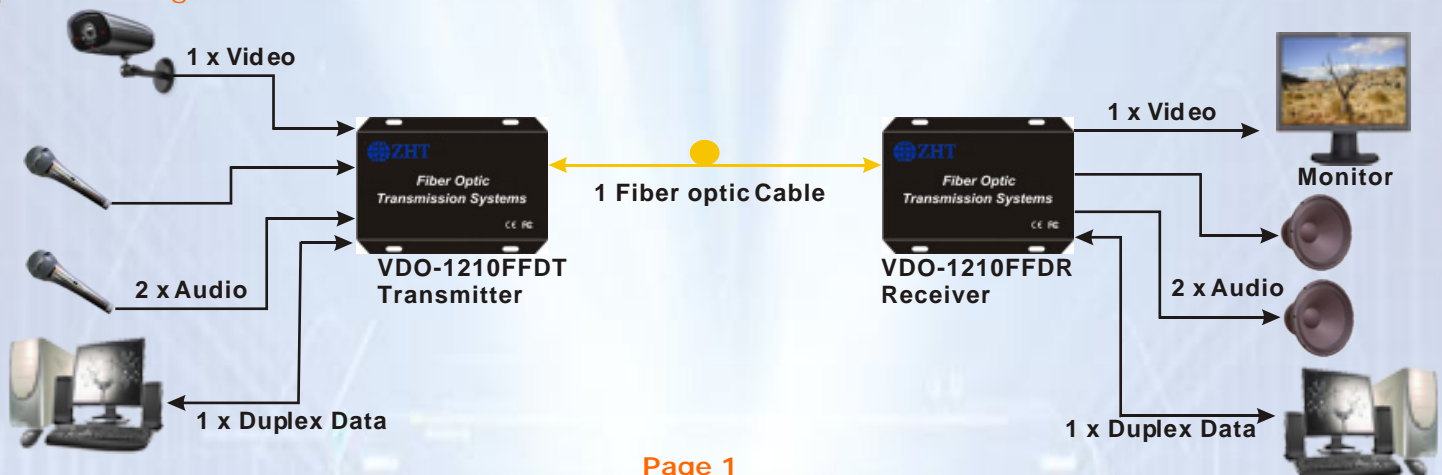 1 x Video
ZHT
Fiber Optic
Transmission Systems
CE FC
VDO-1210FFDT
Transmitter
2 x Audio
1 x Duplex Data
1 Fiber optic Cable
ZHT
Fiber Optic
Transmission Systems
CE FC
VDO-1210FFDR
Receiver
1 x Video
Monitor
2 x Audio
1 x Duplex Data
Page 1